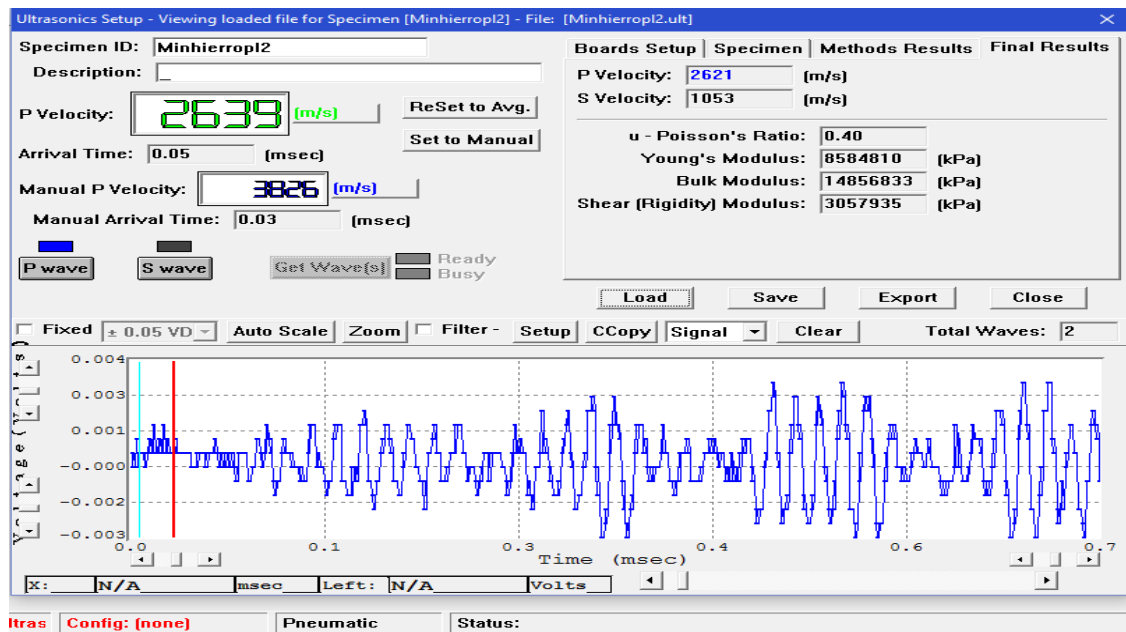 Ultrasonics Setup - Viewing loaded file for Specimen [Minhierropl2] - File: [Minhierropl2.ult]
Specimen ID: Minhierropl2
Description: _
P Velocity: 2639 (m/s) ReSet to Avg.
Set to Manual
Arrival Time: 0.05 (msec)
Manual P Velocity: 3826 (m/s)
Manual Arrival Time: 0.03 (msec)
P wave S wave Get Wave(s) Ready
Busy
Boards Setup Specimen Methods Results Final Results
P Velocity: 2621 (m/s)
S Velocity: 1053 (m/s)
u - Poisson's Ratio: 0.40
Young's Modulus: 8584810 (kPa)
Bulk Modulus: 14856833 (kPa)
Shear (Rigidity) Modulus: 3057935 (kPa)
Load Save Export Close
Fixed ± 0.05 VD Auto Scale Zoom Filter - Setup CCopy Signal Clear Total Waves: 2
0.004
0.003
0.001
-0.000
-0.002
-0.003
0.0 0.1 0.3 0.4 0.6 0.7
Time (msec)
X: N/A msec Left: N/A Volts
ltras Config: (none) Pneumatic Status: